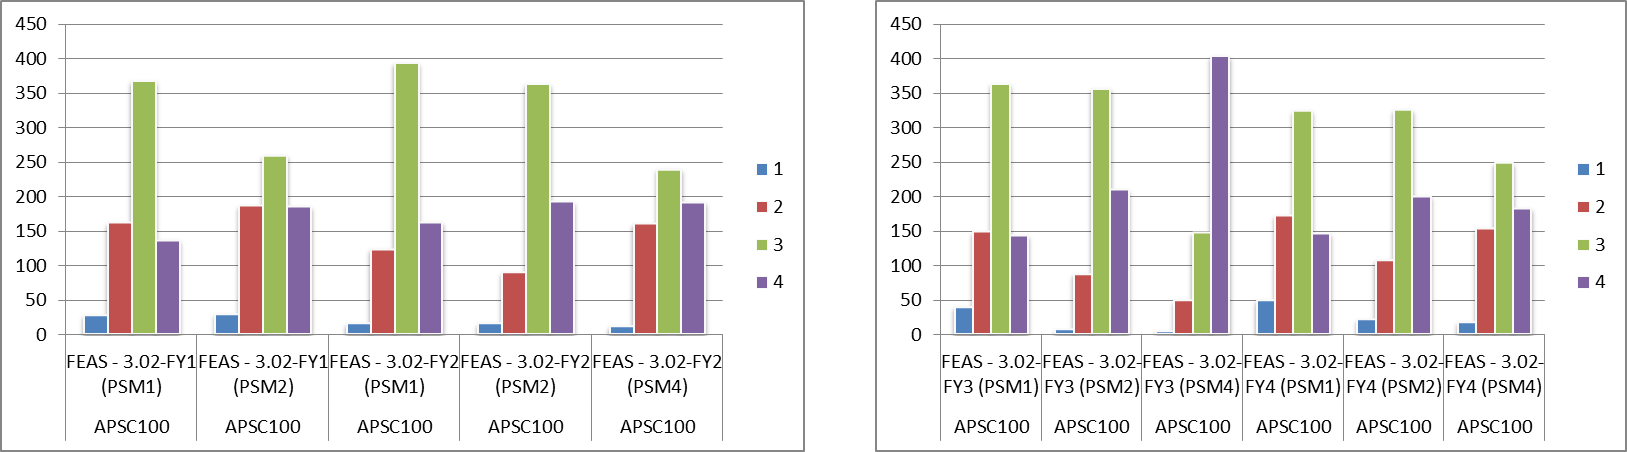 450
400
350
300
250
200
150
100
50
0
FEAS - 3.02-FY1 (PSM1)
FEAS - 3.02-FY1 (PSM2)
FEAS - 3.02-FY2 (PSM1)
FEAS - 3.02-FY2 (PSM2)
FEAS - 3.02-FY2 (PSM4)
APSC100 APSC100 APSC100 APSC100 APSC100
1
2
3
4
450
400
350
300
250
200
150
100
50
0
FEAS - 3.02-FY3 (PSM1)
FEAS - 3.02-FY3 (PSM2)
FEAS - 3.02-FY3 (PSM4)
FEAS - 3.02-FY4 (PSM1)
FEAS - 3.02-FY4 (PSM2)
FEAS - 3.02-FY4 (PSM4)
APSC100 APSC100 APSC100 APSC100 APSC100 APSC100
1
2
3
4